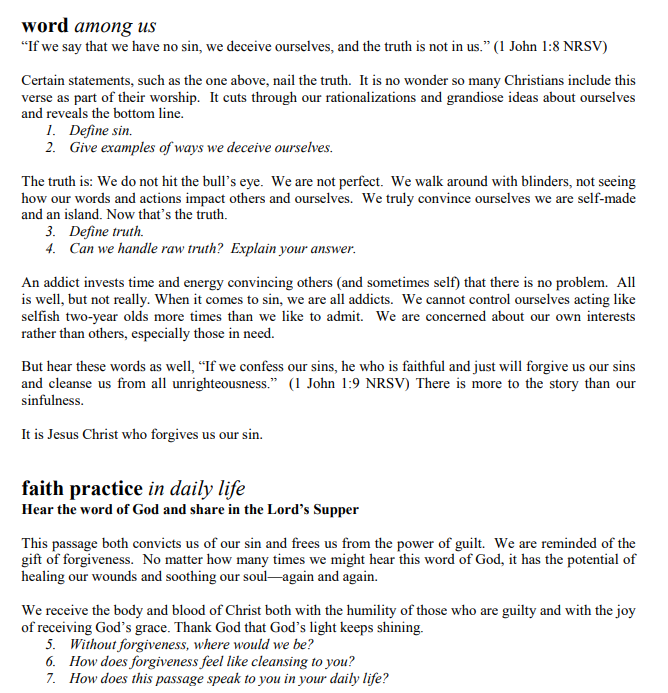 word among us
“If we say that we have no sin, we deceive ourselves, and the truth is not in us.” (1 John 1:8 NRSV)
Certain statements, such as the one above, nail the truth. It is no wonder so many Christians include this
verse as part of their worship. It cuts through our rationalizations and grandiose ideas about ourselves
and reveals the bottom line.
1. Define sin.
2. Give examples of ways we deceive ourselves.
The truth is: We do not hit the bull’s eye. We are not perfect. We walk around with blinders, not seeing
how our words and actions impact others and ourselves. We truly convince ourselves we are self-made
and an island. Now that’s the truth.
3. Define truth.
4. Can we handle raw truth? Explain your answer.
An addict invests time and energy convincing others (and sometimes self) that there is no problem. All
is well, but not really. When it comes to sin, we are all addicts. We cannot control ourselves acting like
selfish two-year olds more times than we like to admit. We are concerned about our own interests
rather than others, especially those in need.
But hear these words as well, “If we confess our sins, he who is faithful and just will forgive us our sins
and cleanse us from all unrighteousness.” (1 John 1:9 NRSV) There is more to the story than our
sinfulness.
It is Jesus Christ who forgives us our sin.
faith practice in daily life
Hear the word of God and share in the Lord’s Supper
This passage both convicts us of our sin and frees us from the power of guilt. We are reminded of the
gift of forgiveness. No matter how many times we might hear this word of God, it has the potential of
healing our wounds and soothing our soul—again and again.
We receive the body and blood of Christ both with the humility of those who are guilty and with the joy
of receiving God’s grace. Thank God that God’s light keeps shining.
5. Without forgiveness, where would we be?
6. How does forgiveness feel like cleansing to you?
7. How does this passage speak to you in your daily life?